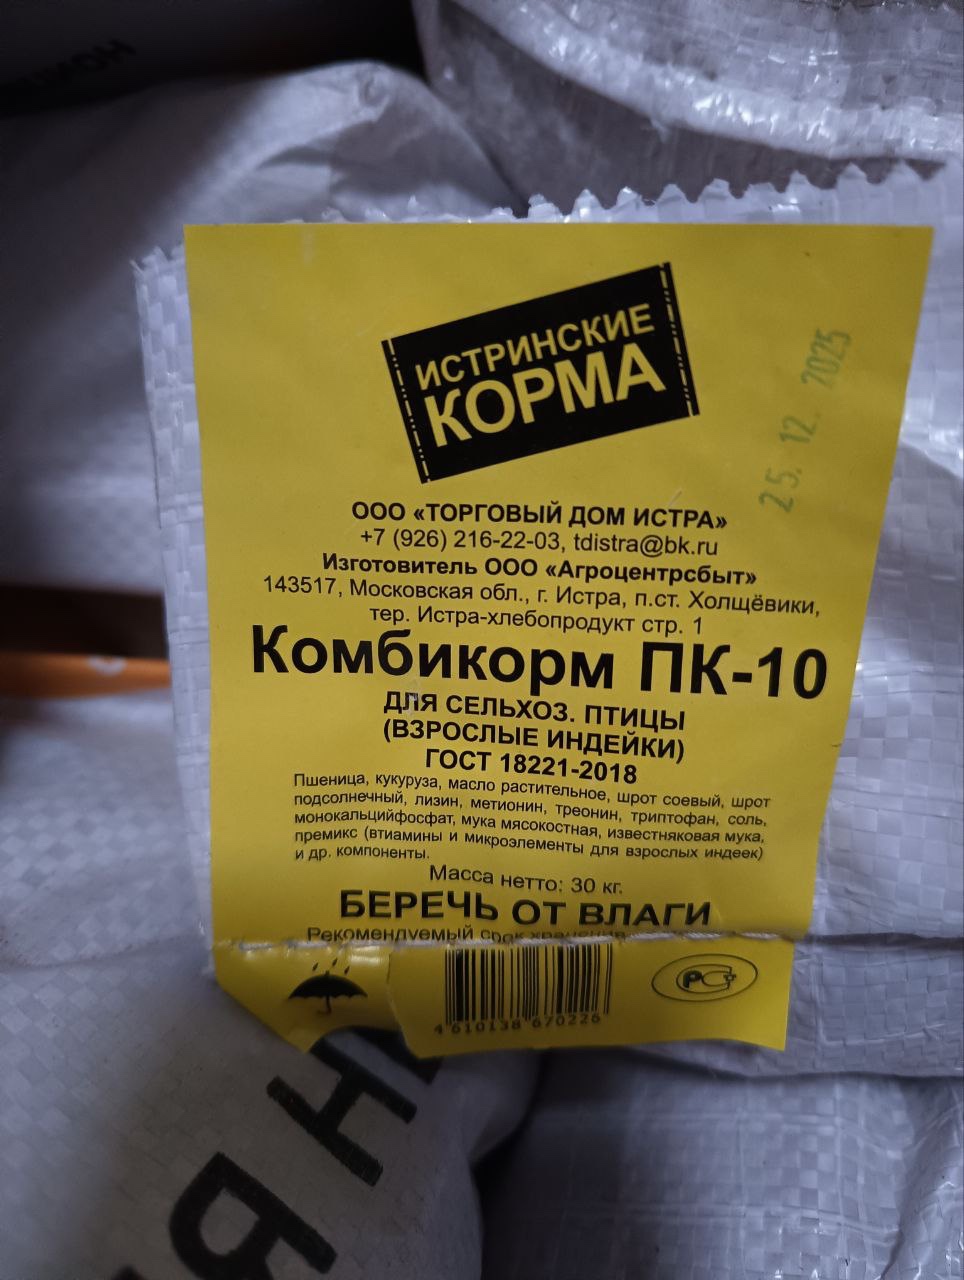 ИСТРИНСКИЕ
КОРМА
25. 12. 2025
ООО «ТОРГОВЫЙ ДОМ ИСТРА»
+7 (926) 216-22-03, tdistra@bk.ru
Изготовитель ООО «Агроцентрсбыт»
143517, Московская обл., г. Истра, п.ст. Холщёвики,
тер. Истра-хлебопродукт стр. 1
Комбикорм ПК-10
ДЛЯ СЕЛЬХОЗ. ПТИЦЫ
(ВЗРОСЛЫЕ ИНДЕЙКИ)
ГОСТ 18221-2018
Пшеница, кукуруза, масло растительное, шрот соевый, шрот
подсолнечный, лизин, метионин, треонин, триптофан, соль,
монокальцийфосфат, мука мясокостная, известняковая мука,
премикс (втиамины и микроэлементы для взрослых индеек)
и др. компоненты.
Масса нетто: 30 кг.
БЕРЕЧЬ ОТ ВЛАГИ
Рекомендуемый срок хранения
4 610138 670226
РСТ